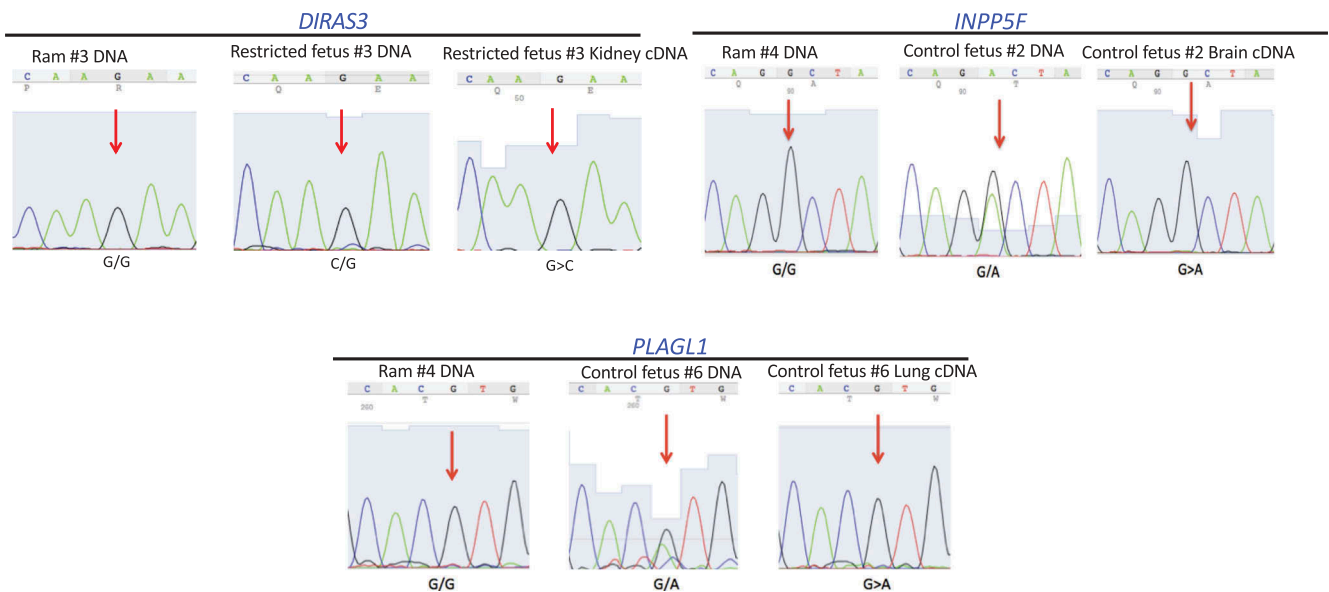 DIRAS3
Ram #3 DNA
C A A G A A
P R
G/G
Restricted fetus #3 DNA
C A A G A A
Q E
C/G
Restricted fetus #3 Kidney cDNA
C A A G A A
Q E
50
G>C
INPP5F
Ram #4 DNA
C A G G C T A
Q A
90
G/G
Control fetus #2 DNA
C A G A C T A
Q T
90
G/A
Control fetus #2 Brain cDNA
C A G G C T A
Q A
90
G>A
PLAGL1
Ram #4 DNA
C A C G T G
T W
260
G/G
Control fetus #6 DNA
C A C G T G
T W
260
G/A
Control fetus #6 Lung cDNA
C A C G T G
T W
G>A